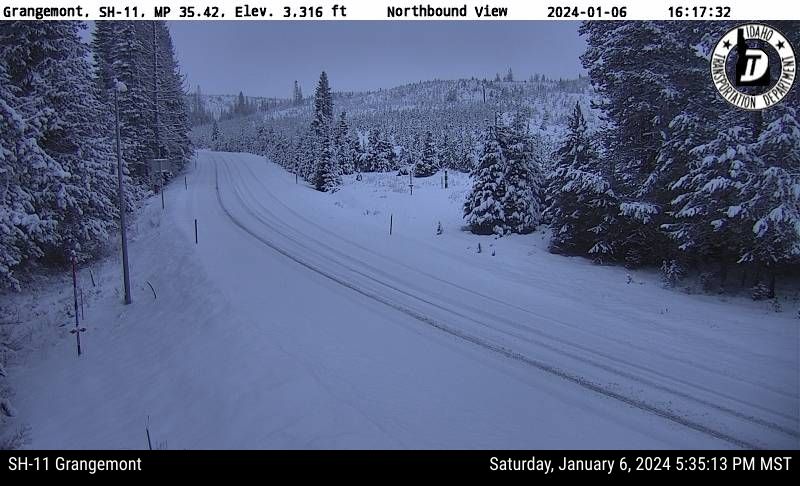 Grangemont, SH-11, MP 35.42, Elev. 3,316 ft Northbound View 2024-01-06 16:17:32
IDAHO
TRANSPORTATION DEPARTMENT
SH-11 Grangemont Saturday, January 6, 2024 5:35:13 PM MST